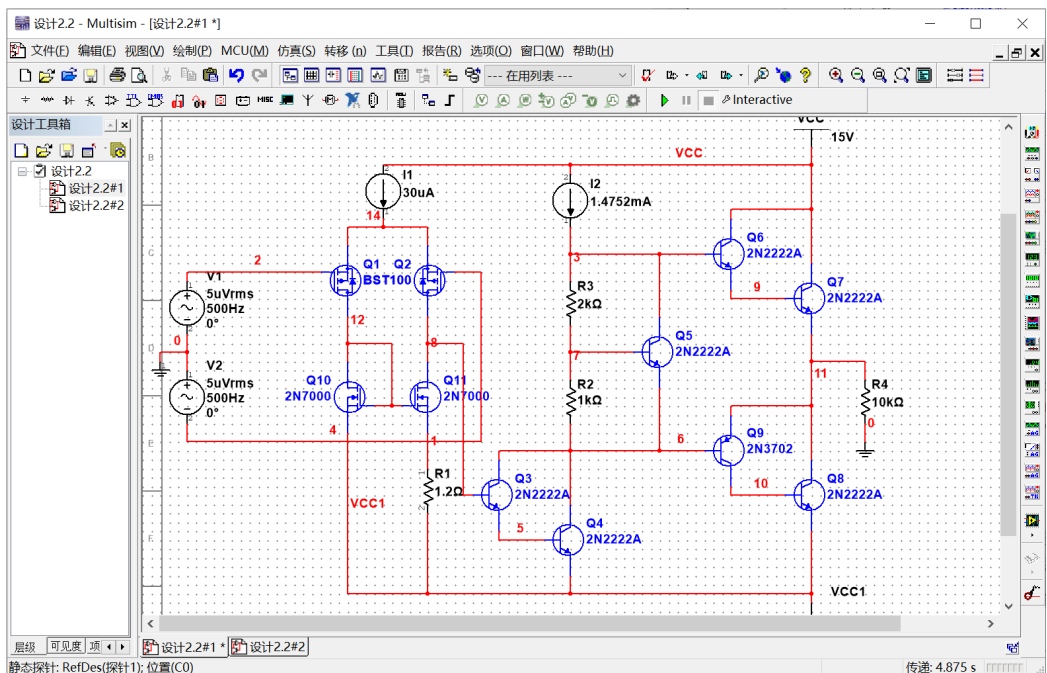 设计2.2 - Multisim - [设计2.2#1 *]
文件(F) 编辑(E) 视图(V) 绘制(P) MCU(M) 仿真(S) 转移 (n) 工具(T) 报告(R) 选项(O) 窗口(W) 帮助(H)
--- 在用列表 ---
MISC
Interactive
设计工具箱
设计2.2
设计2.2#1
设计2.2#2
B
C
D
E
F
VCC
15V
VCC
I1
30uA
2
14
I2
1.4752mA
2
Q1
Q2
BST100
3
Q6
2N2222A
9
Q7
2N2222A
V1
5uVrms
500Hz
0°
0
12
8
R3
2kΩ
7
Q5
2N2222A
V2
5uVrms
500Hz
0°
Q10
2N7000
Q11
2N7000
R2
1kΩ
11
R4
10kΩ
0
4
1
6
Q9
2N3702
10
Q8
2N2222A
VCC1
R1
1.2Ω
Q3
2N2222A
5
Q4
2N2222A
VCC1
层级
可见度
项
设计2.2#1 *
设计2.2#2
静态探针: RefDes(探针1); 位置(C0)
传递: 4.875 s